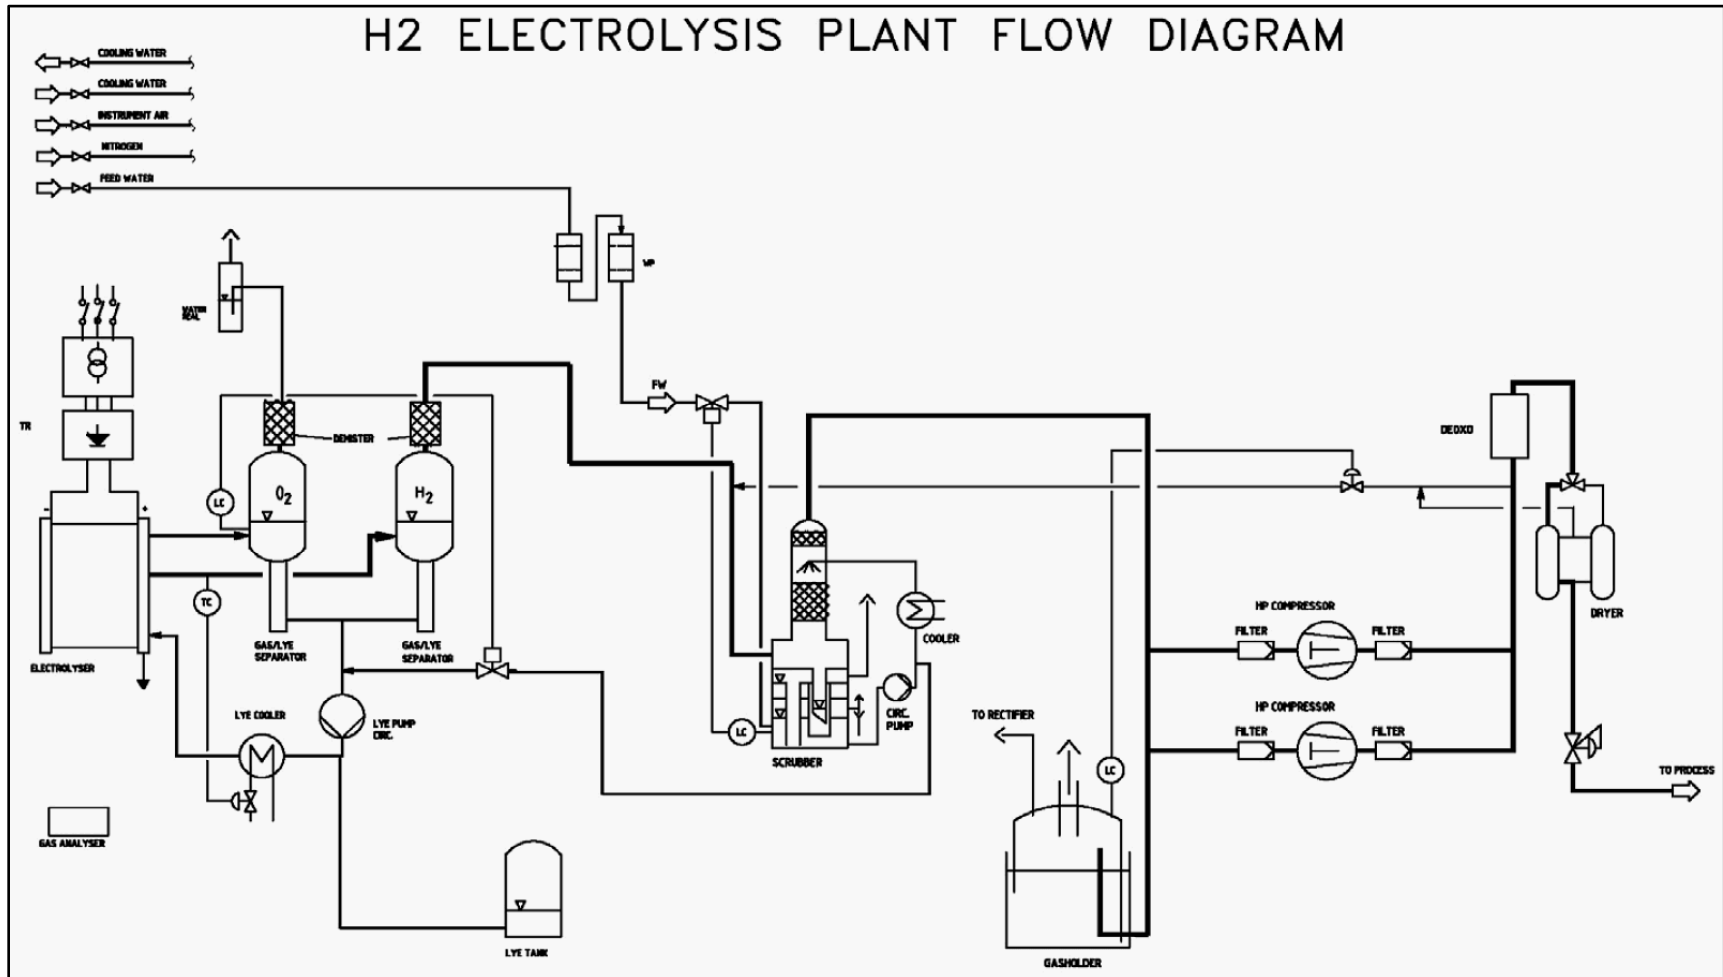 H2 ELECTROLYSIS PLANT FLOW DIAGRAM
COOLING WATER
COOLING WATER
INSTRUMENT AIR
NITROGEN
FEED WATER
WP
WATER
SEAL
FW
TR
DEMISTER
DEOXO
O2
H2
LC
- +
TC
HP COMPRESSOR
FILTER
FILTER
DRYER
COOLER
GAS/LYE
SEPARATOR
GAS/LYE
SEPARATOR
ELECTROLYSER
LYE COOLER
LYE PUMP
CIRC.
CIRC.
PUMP
LC
SCRUBBER
TO RECTIFIER
HP COMPRESSOR
FILTER
FILTER
LC
TO PROCESS
GAS ANALYSER
LYE TANK
GASHOLDER